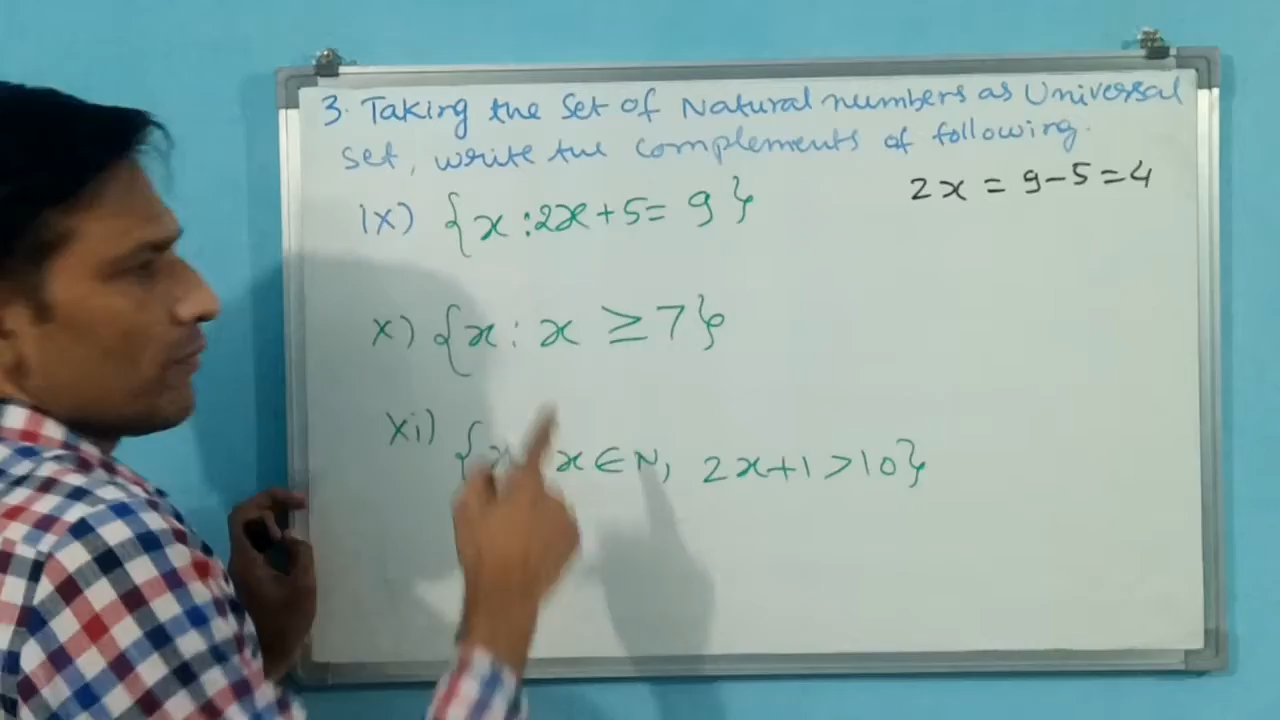 3. Taking the set of Natural numbers as Universal
set, write the complements of following.
ix) {x : 2x + 5 = 9}
2x = 9 - 5 = 4
x) {x : x ≥ 7}
xi) {x x ∈ N, 2x + 1 > 10}